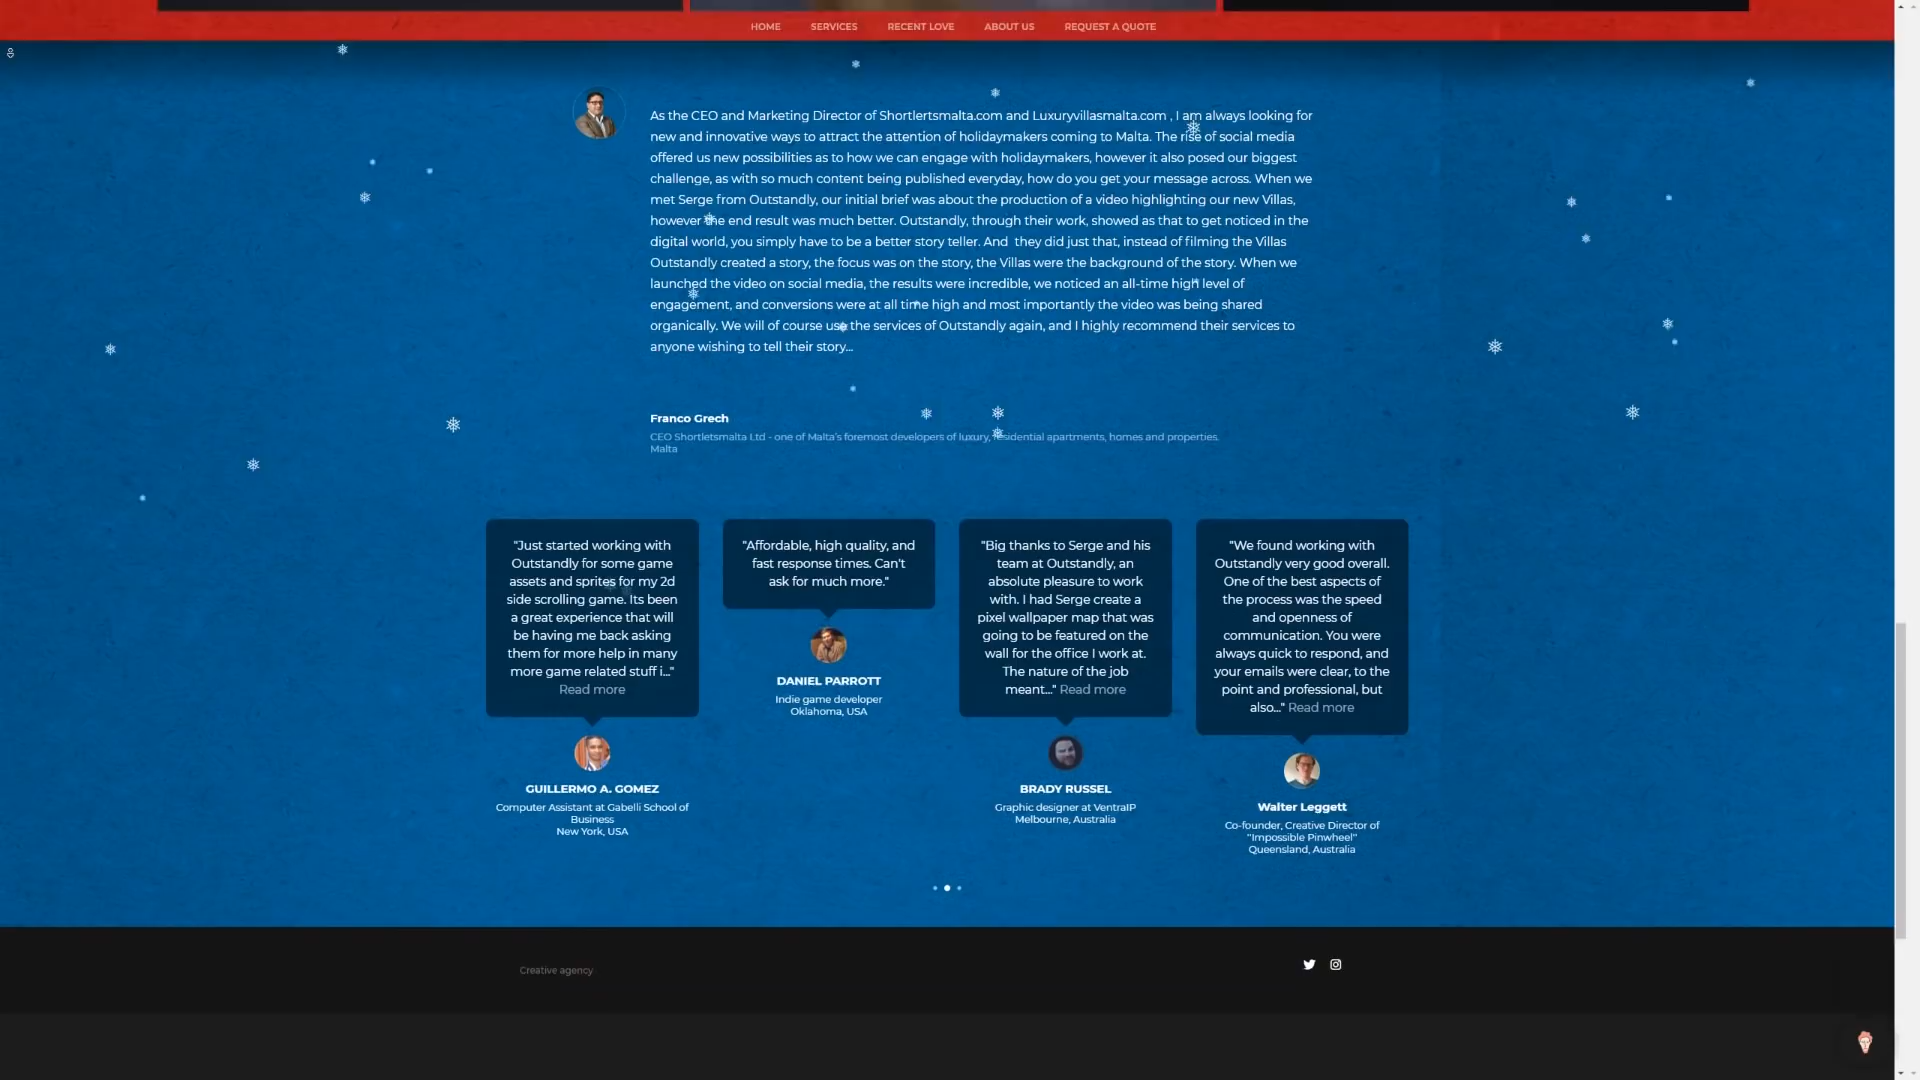 HOME SERVICES RECENT LOVE ABOUT US REQUEST A QUOTE
As the CEO and Marketing Director of Shortlertsmalta.com and Luxuryvillasmalta.com , I am always looking for
new and innovative ways to attract the attention of holidaymakers coming to Malta. The rise of social media
offered us new possibilities as to how we can engage with holidaymakers, however it also posed our biggest
challenge, as with so much content being published everyday, how do you get your message across. When we
met Serge from Outstandly, our initial brief was about the production of a video highlighting our new Villas,
however the end result was much better. Outstandly, through their work, showed as that to get noticed in the
digital world, you simply have to be a better story teller. And they did just that, instead of filming the Villas
Outstandly created a story, the focus was on the story, the Villas were the background of the story. When we
launched the video on social media, the results were incredible, we noticed an all-time high level of
engagement, and conversions were at all time high and most importantly the video was being shared
organically. We will of course use the services of Outstandly again, and I highly recommend their services to
anyone wishing to tell their story...
Franco Grech
CEO Shortletsmalta Ltd - one of Malta's foremost developers of luxury, residential apartments, homes and properties.
Malta
"Just started working with
Outstandly for some game
assets and sprites for my 2d
side scrolling game. Its been
a great experience that will
be having me back asking
them for more help in many
more game related stuff i..."
Read more
GUILLERMO A. GOMEZ
Computer Assistant at Gabelli School of
Business
New York, USA
"Affordable, high quality, and
fast response times. Can't
ask for much more."
DANIEL PARROTT
Indie game developer
Oklahoma, USA
"Big thanks to Serge and his
team at Outstandly, an
absolute pleasure to work
with. I had Serge create a
pixel wallpaper map that was
going to be featured on the
wall for the office I work at.
The nature of the job
meant..." Read more
BRADY RUSSEL
Graphic designer at VentraIP
Melbourne, Australia
"We found working with
Outstandly very good overall.
One of the best aspects of
the process was the speed
and openness of
communication. You were
always quick to respond, and
your emails were clear, to the
point and professional, but
also..." Read more
Walter Leggett
Co-founder, Creative Director of
"Impossible Pinwheel"
Queensland, Australia
Creative agency